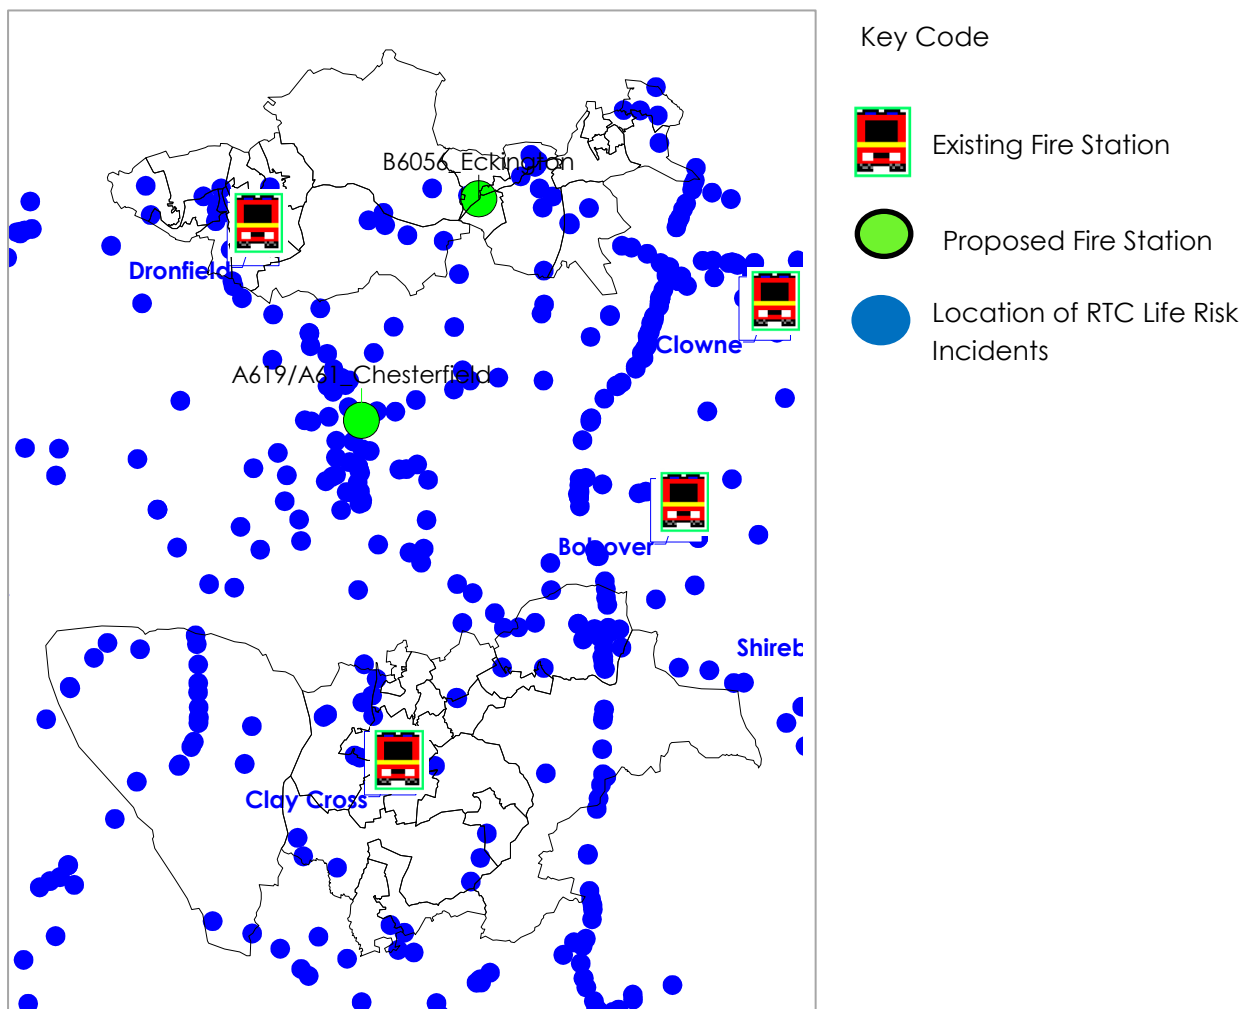 Key Code
Existing Fire Station
Proposed Fire Station
Location of RTC Life Risk
Incidents
B6056_Eckington
Dronfield
Clowne
A619/A61_Chesterfield
Bolsover
Shireb
Clay Cross